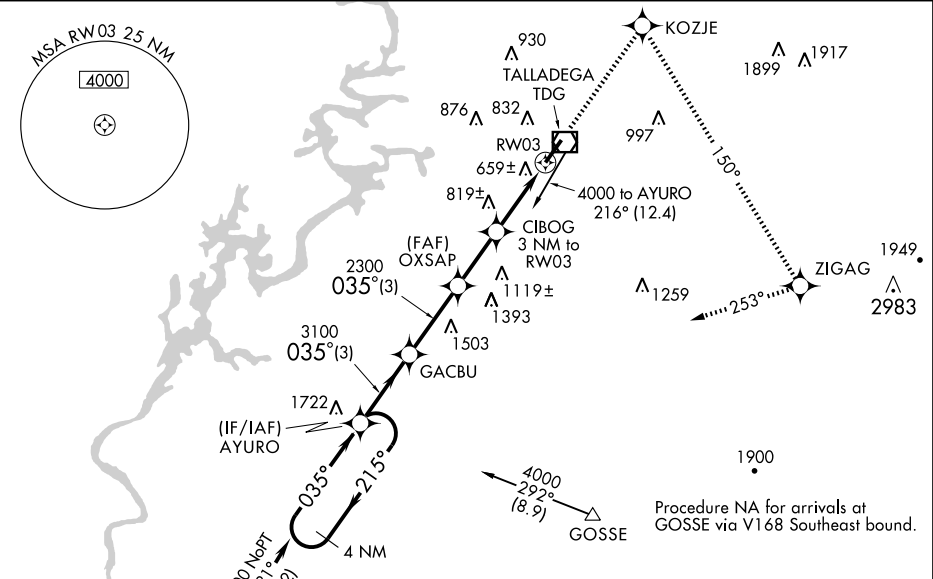 MSA RW03 25 NM
4000
930
KOZJE
1899
1917
TALLADEGA
TDG
876
832
997
RW03
659±
150°
4000 to AYURO
216° (12.4)
819±
CIBOG
3 NM to
RW03
(FAF)
OXSAP
2300
035°(3)
1119±
1393
1259
ZIGAG
1949
2983
253°
3100
035°(3)
1503
GACBU
1722
(IF/IAF)
AYURO
035°
215°
4 NM
NoPT
4000
292°
(8.9)
GOSSE
1900
Procedure NA for arrivals at
GOSSE via V168 Southeast bound.